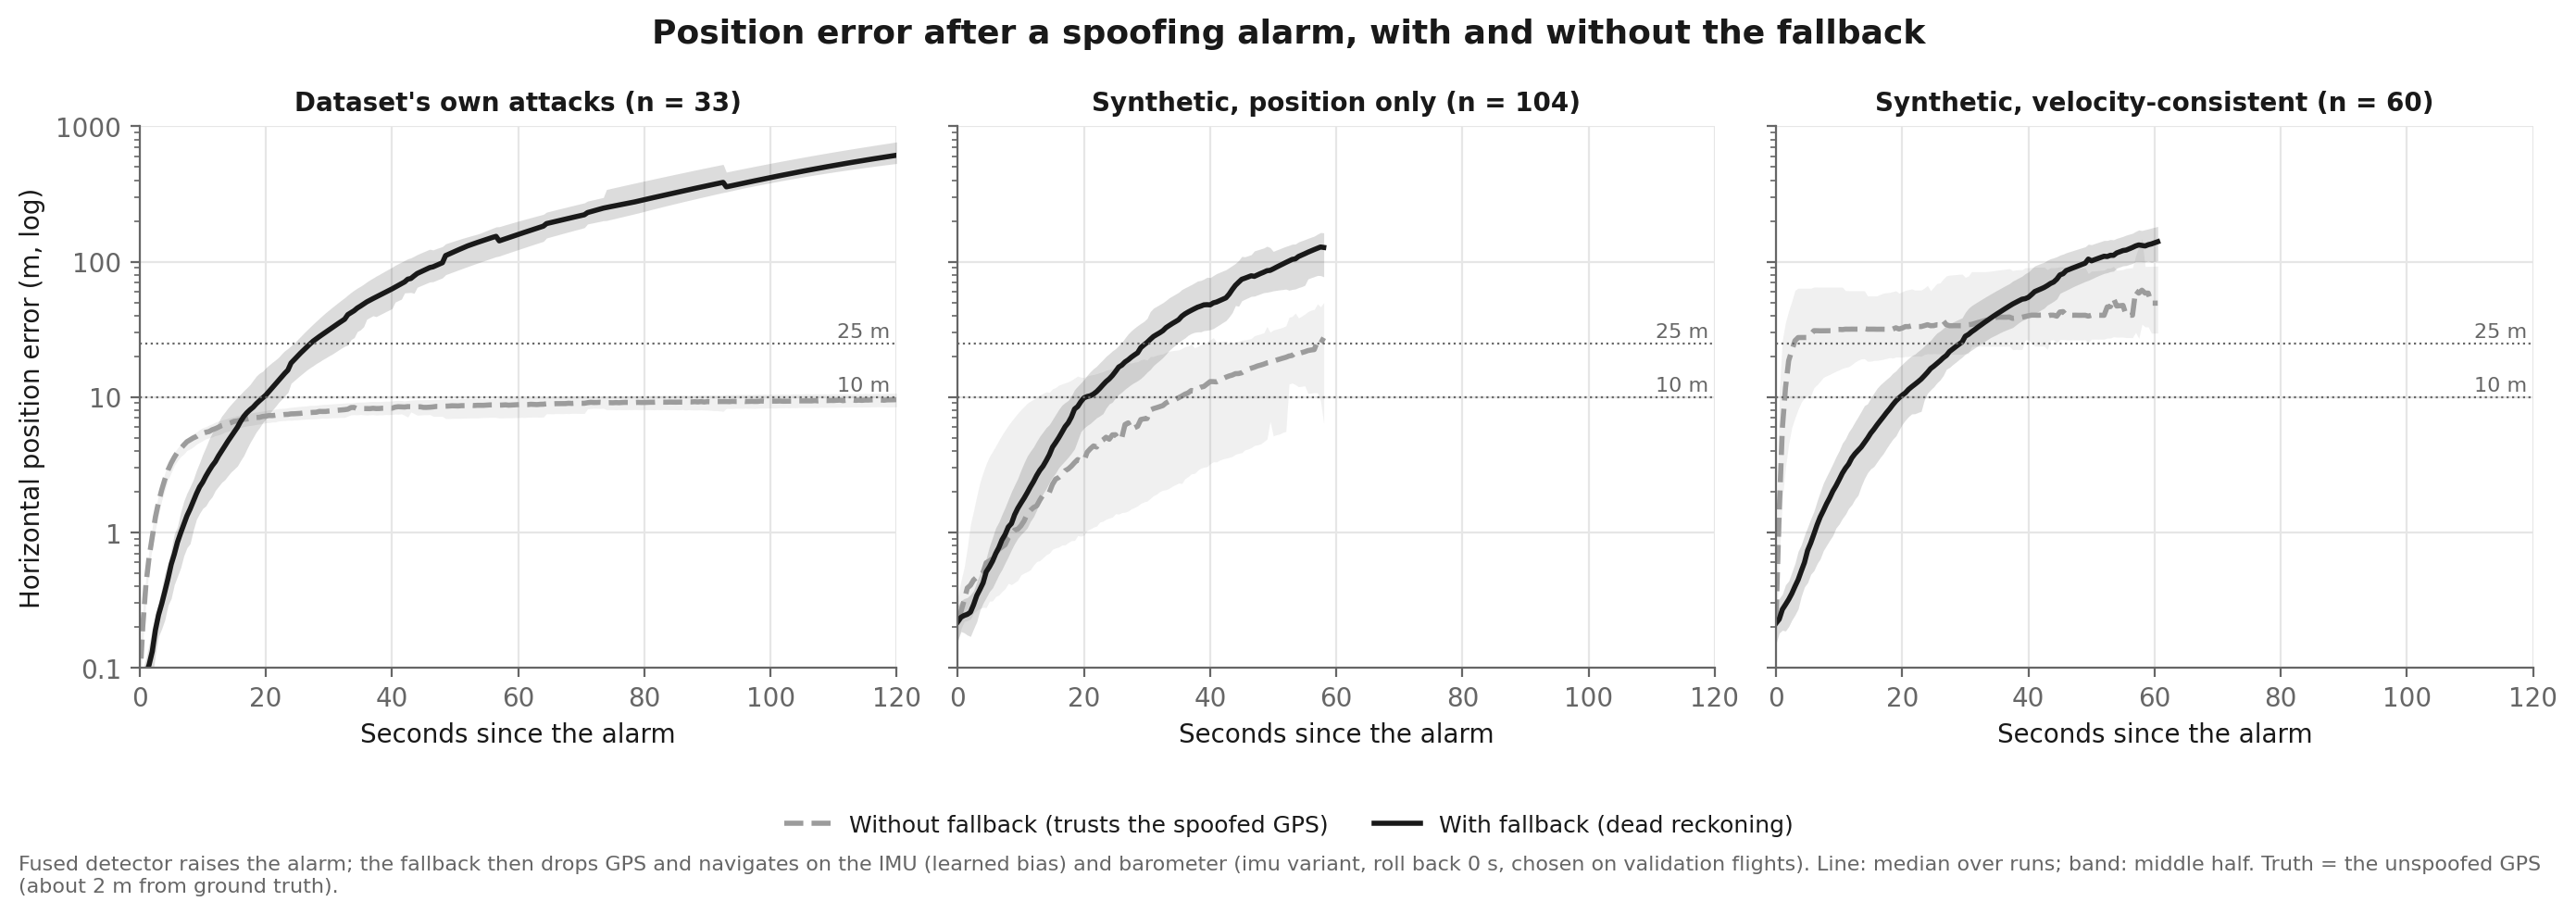 Position error after a spoofing alarm, with and without the fallback
Dataset's own attacks (n = 33)
Synthetic, position only (n = 104)
Synthetic, velocity-consistent (n = 60)
Horizontal position error (m, log)
1000
100
10
1
0.1
25 m
10 m
25 m
10 m
25 m
10 m
0 20 40 60 80 100 120
0 20 40 60 80 100 120
0 20 40 60 80 100 120
Seconds since the alarm
Seconds since the alarm
Seconds since the alarm
Without fallback (trusts the spoofed GPS)
With fallback (dead reckoning)
Fused detector raises the alarm; the fallback then drops GPS and navigates on the IMU (learned bias) and barometer (imu variant, roll back 0 s, chosen on validation flights). Line: median over runs; band: middle half. Truth = the unspoofed GPS
(about 2 m from ground truth).